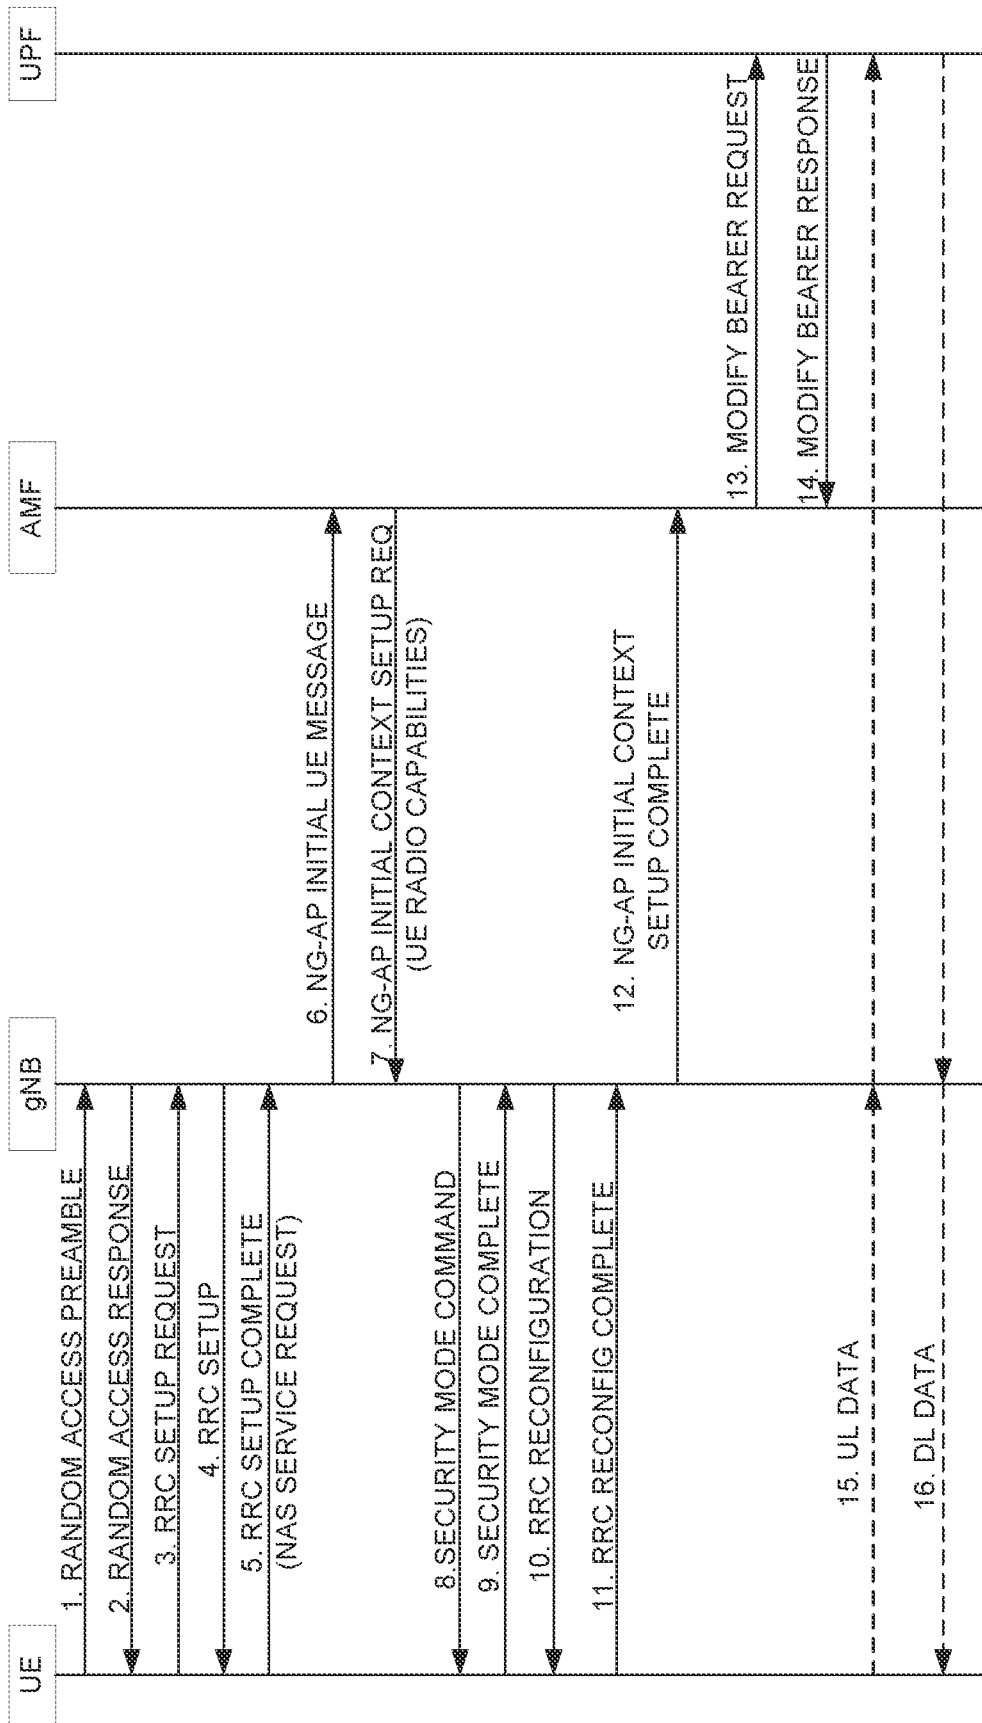 UE
gNB
AMF
UPF
1. RANDOM ACCESS PREAMBLE
2. RANDOM ACCESS RESPONSE
3. RRC SETUP REQUEST
4. RRC SETUP
5. RRC SETUP COMPLETE
(NAS SERVICE REQUEST)
6. NG-AP INITIAL UE MESSAGE
7. NG-AP INITIAL CONTEXT SETUP REQ
(UE RADIO CAPABILITIES)
8.SECURITY MODE COMMAND
9. SECURITY MODE COMPLETE
10. RRC RECONFIGURATION
11. RRC RECONFIG COMPLETE
12. NG-AP INITIAL CONTEXT
SETUP COMPLETE
13. MODIFY BEARER REQUEST
14. MODIFY BEARER RESPONSE
15. UL DATA
16. DL DATA